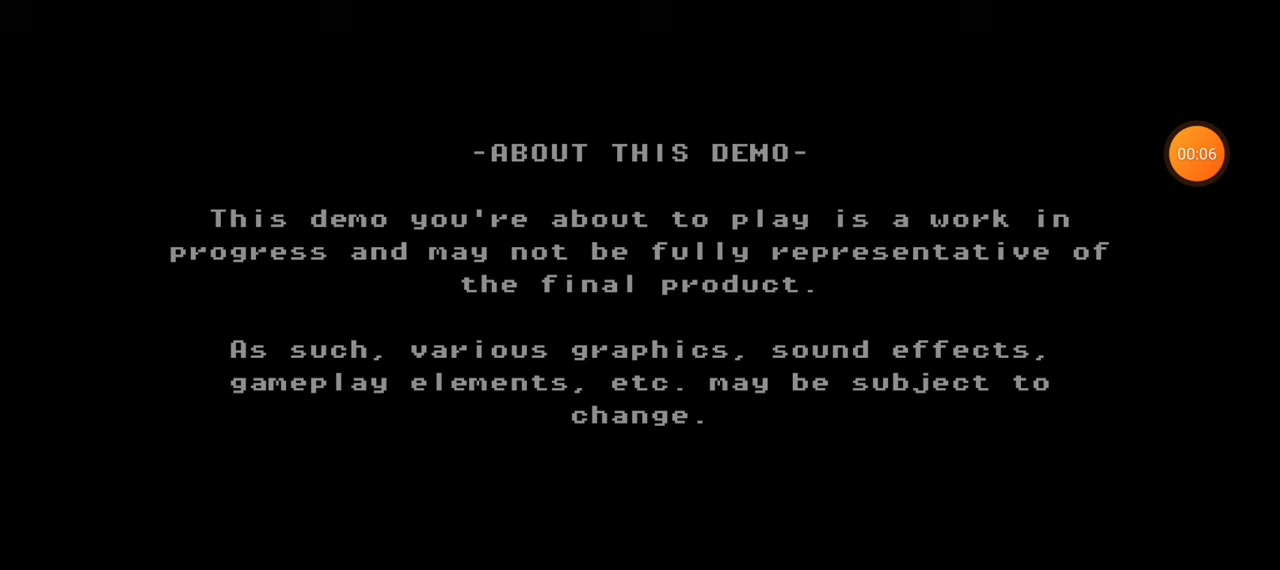 -ABOUT THIS DEMO-
00:06
This demo you're about to play is a work in
progress and may not be fully representative of
the final product.
As such, various graphics, sound effects,
gameplay elements, etc. may be subject to
change.